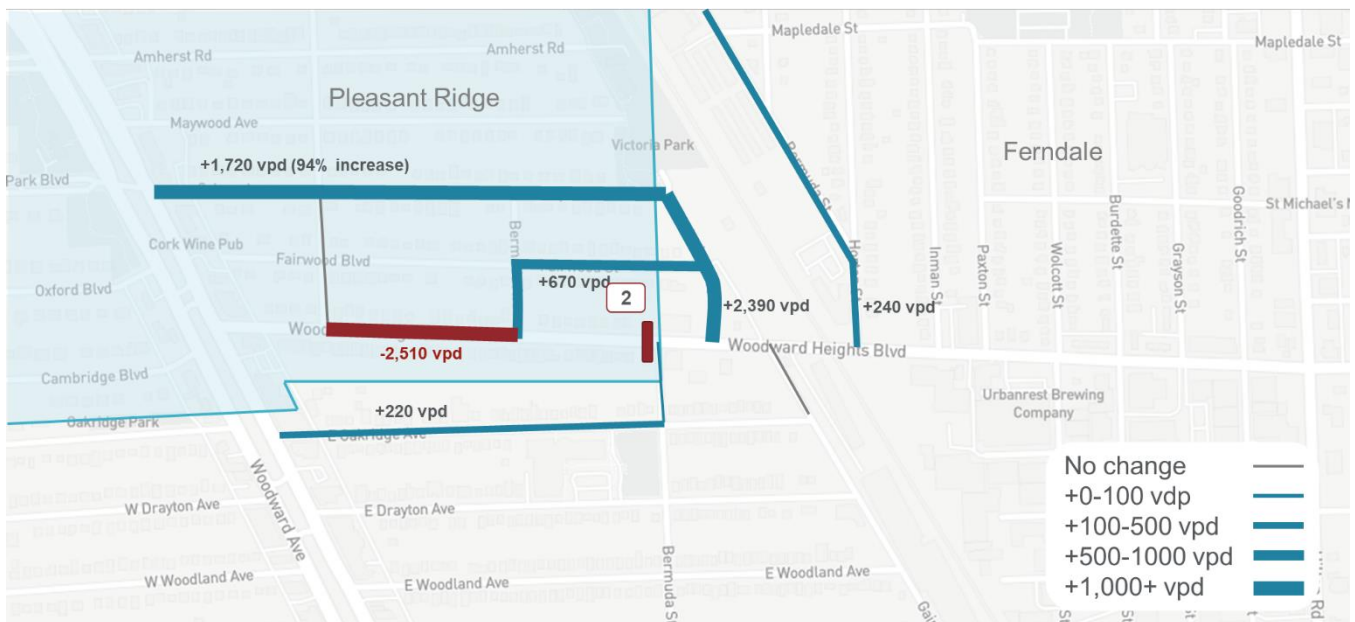 Amherst Rd
Amherst Rd
Mapledale St
Mapledale St
Pleasant Ridge
Maywood Ave
Victoria Park
Bermuda St
Ferndale
+1,720 vpd (94% increase)
Park Blvd
Goodrich St
St Michael's
Burdette St
Cork Wine Pub
Fairwood Blvd
Berm
Inman St
Paxton St
Wolcott St
Grayson St
Oxford Blvd
+670 vpd
2
+2,390 vpd
+240 vpd
Woodward Heights Blvd
-2,510 vpd
Cambridge Blvd
Urbanrest Brewing
Company
+220 vpd
Oakridge Park
E Oakridge Ave
Woodward Ave
W Drayton Ave
E Drayton Ave
W Woodland Ave
E Woodland Ave
E Woodland Ave
Bermuda St
No change
+0-100 vdp
+100-500 vpd
+500-1000 vpd
+1,000+ vpd
Rd